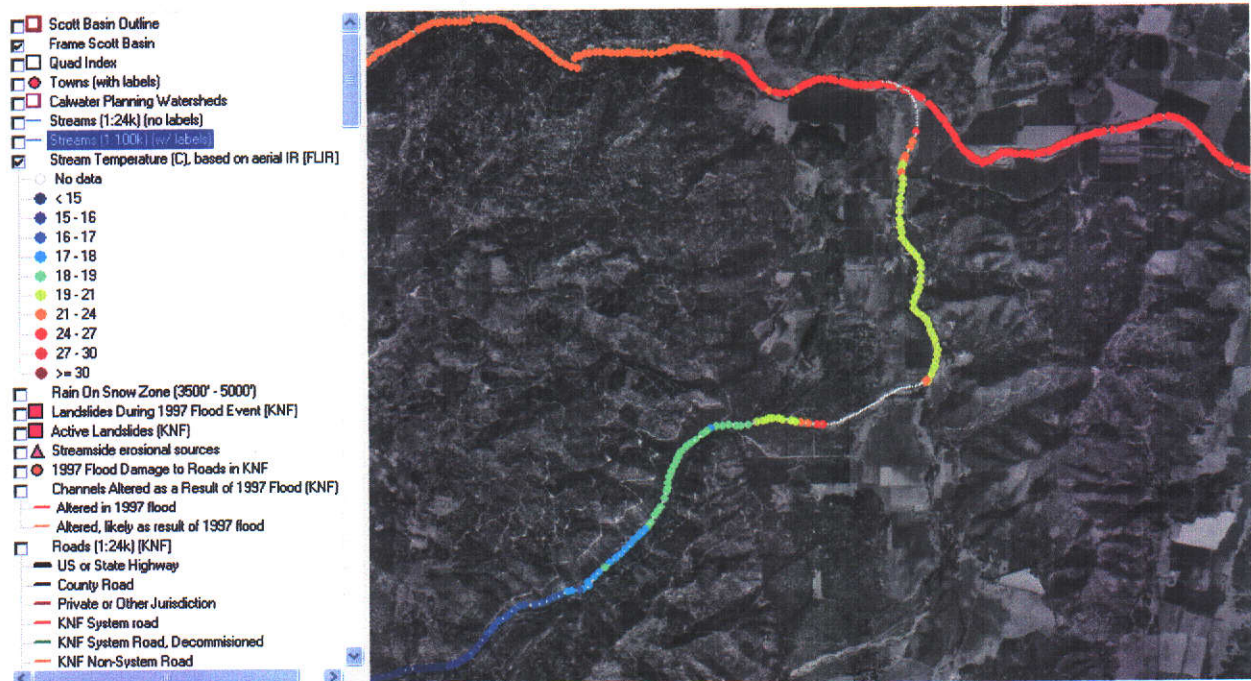 Scott Basin Outline
Frame Scott Basin
Quad Index
Towns (with labels)
Calwater Planning Watersheds
Streams (1:24k) (no labels)
Streams (1:100k) (w/ labels)
Stream Temperature (C), based on aerial IR (FLIR)
No data
< 15
15 - 16
16 - 17
17 - 18
18 - 19
19 - 21
21 - 24
24 - 27
27 - 30
>= 30
Rain On Snow Zone (3500' - 5000')
Landslides During 1997 Flood Event (KNF)
Active Landslides (KNF)
Streamside erosional sources
1997 Flood Damage to Roads in KNF
Channels Altered as a Result of 1997 Flood (KNF)
Altered in 1997 flood
Altered, likely as result of 1997 flood
Roads (1:24k) (KNF)
US or State Highway
County Road
Private or Other Jurisdiction
KNF System road
KNF System Road, Decommisioned
KNF Non-System Road